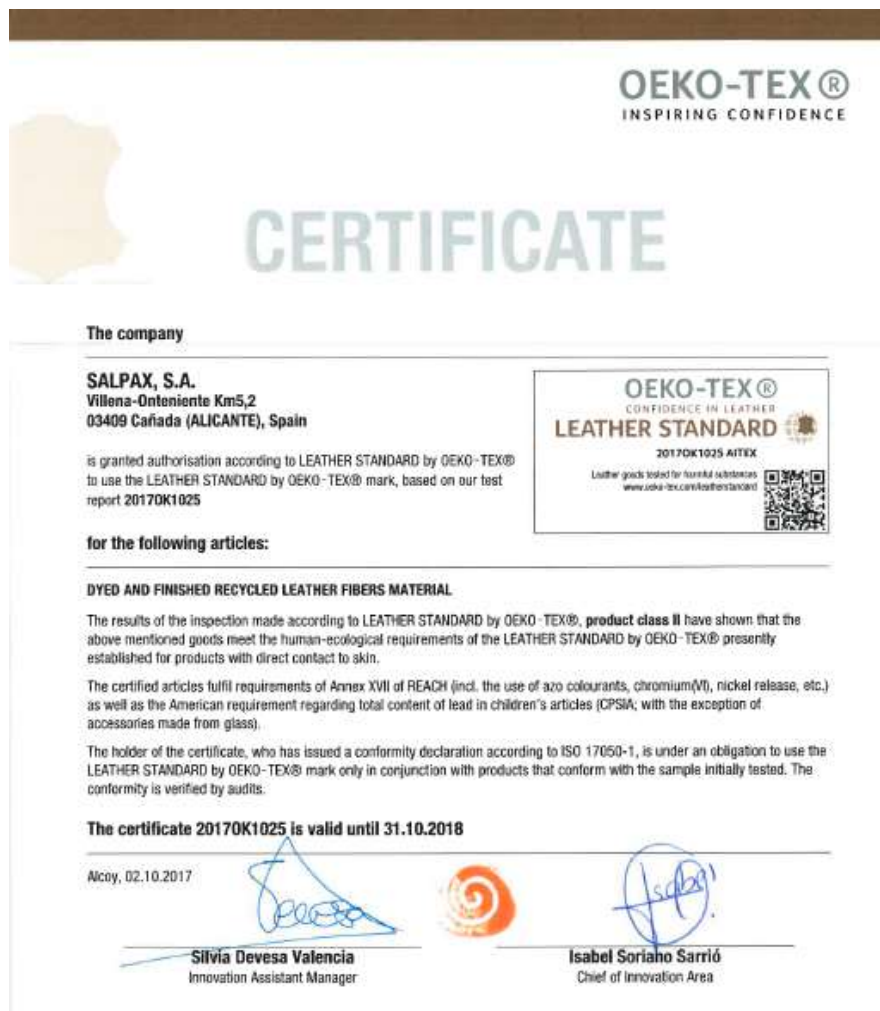 OEKO-TEX®
INSPIRING CONFIDENCE
CERTIFICATE
The company
SALPAX, S.A.
Villena-Onteniente Km5,2
03409 Cañada (ALICANTE), Spain
is granted authorisation according to LEATHER STANDARD by OEKO-TEX®
to use the LEATHER STANDARD by OEKO-TEX® mark, based on our test
report 2017OK1025
OEKO-TEX®
CONFIDENCE IN LEATHER
LEATHER STANDARD
2017OK1025 AITEX
Leather goods tested for harmful substances
www.oeko-tex.com/leatherstandard
for the following articles:
DYED AND FINISHED RECYCLED LEATHER FIBERS MATERIAL
The results of the inspection made according to LEATHER STANDARD by OEKO-TEX®, product class II have shown that the
above mentioned goods meet the human-ecological requirements of the LEATHER STANDARD by OEKO-TEX® presently
established for products with direct contact to skin.
The certified articles fulfil requirements of Annex XVII of REACH (incl. the use of azo colourants, chromium(VI), nickel release, etc.)
as well as the American requirement regarding total content of lead in children's articles (CPSIA; with the exception of
accessories made from glass).
The holder of the certificate, who has issued a conformity declaration according to ISO 17050-1, is under an obligation to use the
LEATHER STANDARD by OEKO-TEX® mark only in conjunction with products that conform with the sample initially tested. The
conformity is verified by audits.
The certificate 2017OK1025 is valid until 31.10.2018
Alcoy, 02.10.2017
Silvia Devesa Valencia
Innovation Assistant Manager
Isabel Soriano Sarrió
Chief of Innovation Area